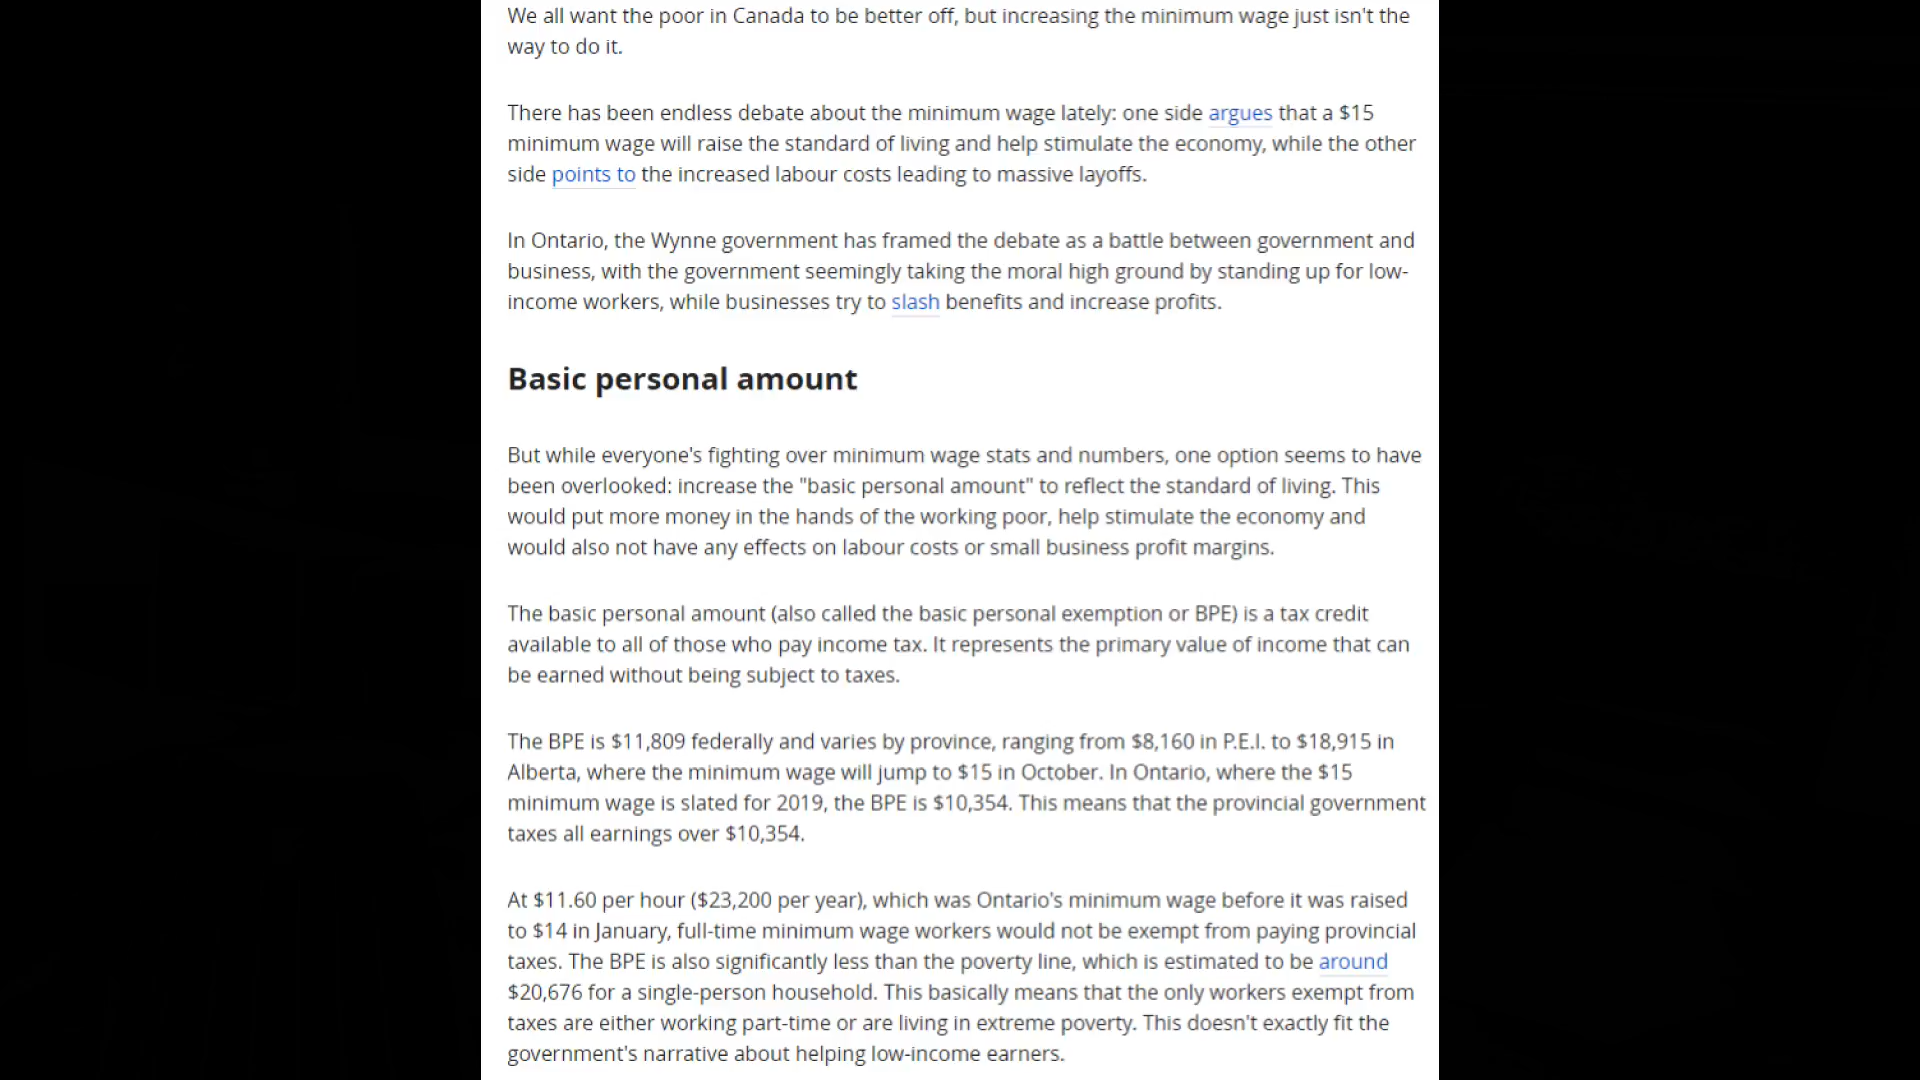 We all want the poor in Canada to be better off, but increasing the minimum wage just isn't the
way to do it.
There has been endless debate about the minimum wage lately: one side argues that a $15
minimum wage will raise the standard of living and help stimulate the economy, while the other
side points to the increased labour costs leading to massive layoffs.
In Ontario, the Wynne government has framed the debate as a battle between government and
business, with the government seemingly taking the moral high ground by standing up for low-
income workers, while businesses try to slash benefits and increase profits.
Basic personal amount
But while everyone's fighting over minimum wage stats and numbers, one option seems to have
been overlooked: increase the "basic personal amount" to reflect the standard of living. This
would put more money in the hands of the working poor, help stimulate the economy and
would also not have any effects on labour costs or small business profit margins.
The basic personal amount (also called the basic personal exemption or BPE) is a tax credit
available to all of those who pay income tax. It represents the primary value of income that can
be earned without being subject to taxes.
The BPE is $11,809 federally and varies by province, ranging from $8,160 in P.E.I. to $18,915 in
Alberta, where the minimum wage will jump to $15 in October. In Ontario, where the $15
minimum wage is slated for 2019, the BPE is $10,354. This means that the provincial government
taxes all earnings over $10,354.
At $11.60 per hour ($23,200 per year), which was Ontario's minimum wage before it was raised
to $14 in January, full-time minimum wage workers would not be exempt from paying provincial
taxes. The BPE is also significantly less than the poverty line, which is estimated to be around
$20,676 for a single-person household. This basically means that the only workers exempt from
taxes are either working part-time or are living in extreme poverty. This doesn't exactly fit the
government's narrative about helping low-income earners.